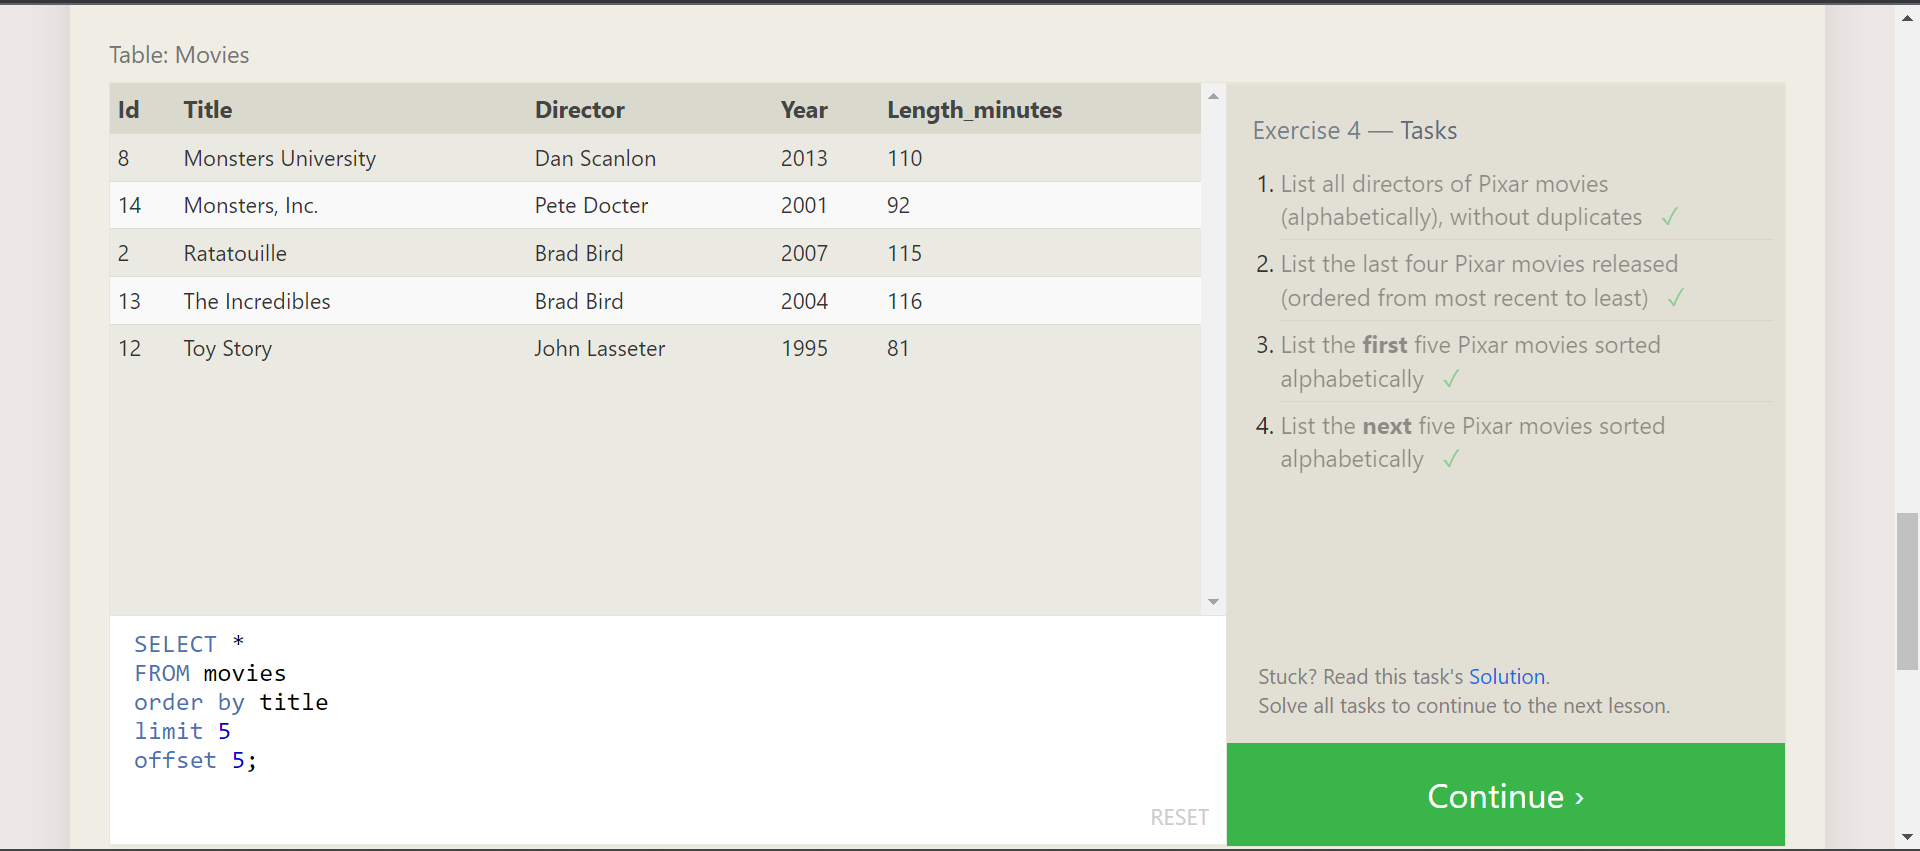 Table: Movies
Id Title Director Year Length_minutes
8 Monsters University Dan Scanlon 2013 110
14 Monsters, Inc. Pete Docter 2001 92
2 Ratatouille Brad Bird 2007 115
13 The Incredibles Brad Bird 2004 116
12 Toy Story John Lasseter 1995 81
SELECT *
FROM movies
order by title
limit 5
offset 5;
RESET
Exercise 4 — Tasks
1. List all directors of Pixar movies
(alphabetically), without duplicates ✓
2. List the last four Pixar movies released
(ordered from most recent to least) ✓
3. List the first five Pixar movies sorted
alphabetically ✓
4. List the next five Pixar movies sorted
alphabetically ✓
Stuck? Read this task's Solution.
Solve all tasks to continue to the next lesson.
Continue ›